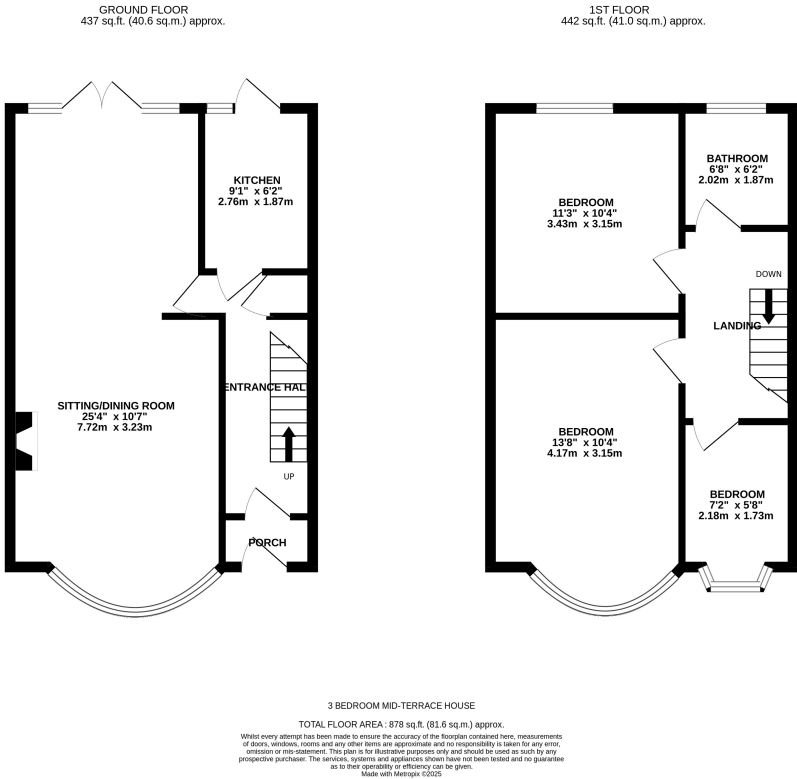 GROUND FLOOR
437 sq.ft. (40.6 sq.m.) approx.
1ST FLOOR
442 sq.ft. (41.0 sq.m.) approx.
KITCHEN
9'1" x 6'2"
2.76m x 1.87m
SITTING/DINING ROOM
25'4" x 10'7"
7.72m x 3.23m
ENTRANCE HALL
UP
PORCH
BATHROOM
6'8" x 6'2"
2.02m x 1.87m
BEDROOM
11'3" x 10'4"
3.43m x 3.15m
DOWN
LANDING
BEDROOM
13'8" x 10'4"
4.17m x 3.15m
BEDROOM
7'2" x 5'8"
2.18m x 1.73m
3 BEDROOM MID-TERRACE HOUSE
TOTAL FLOOR AREA : 878 sq.ft. (81.6 sq.m.) approx.
Whilst every attempt has been made to ensure the accuracy of the floorplan contained here, measurements
of doors, windows, rooms and any other items are approximate and no responsibility is taken for any error,
omission or mis-statement. This plan is for illustrative purposes only and should be used as such by any
prospective purchaser. The services, systems and appliances shown have not been tested and no guarantee
as to their operability or efficiency can be given.
Made with Metropix ©2025